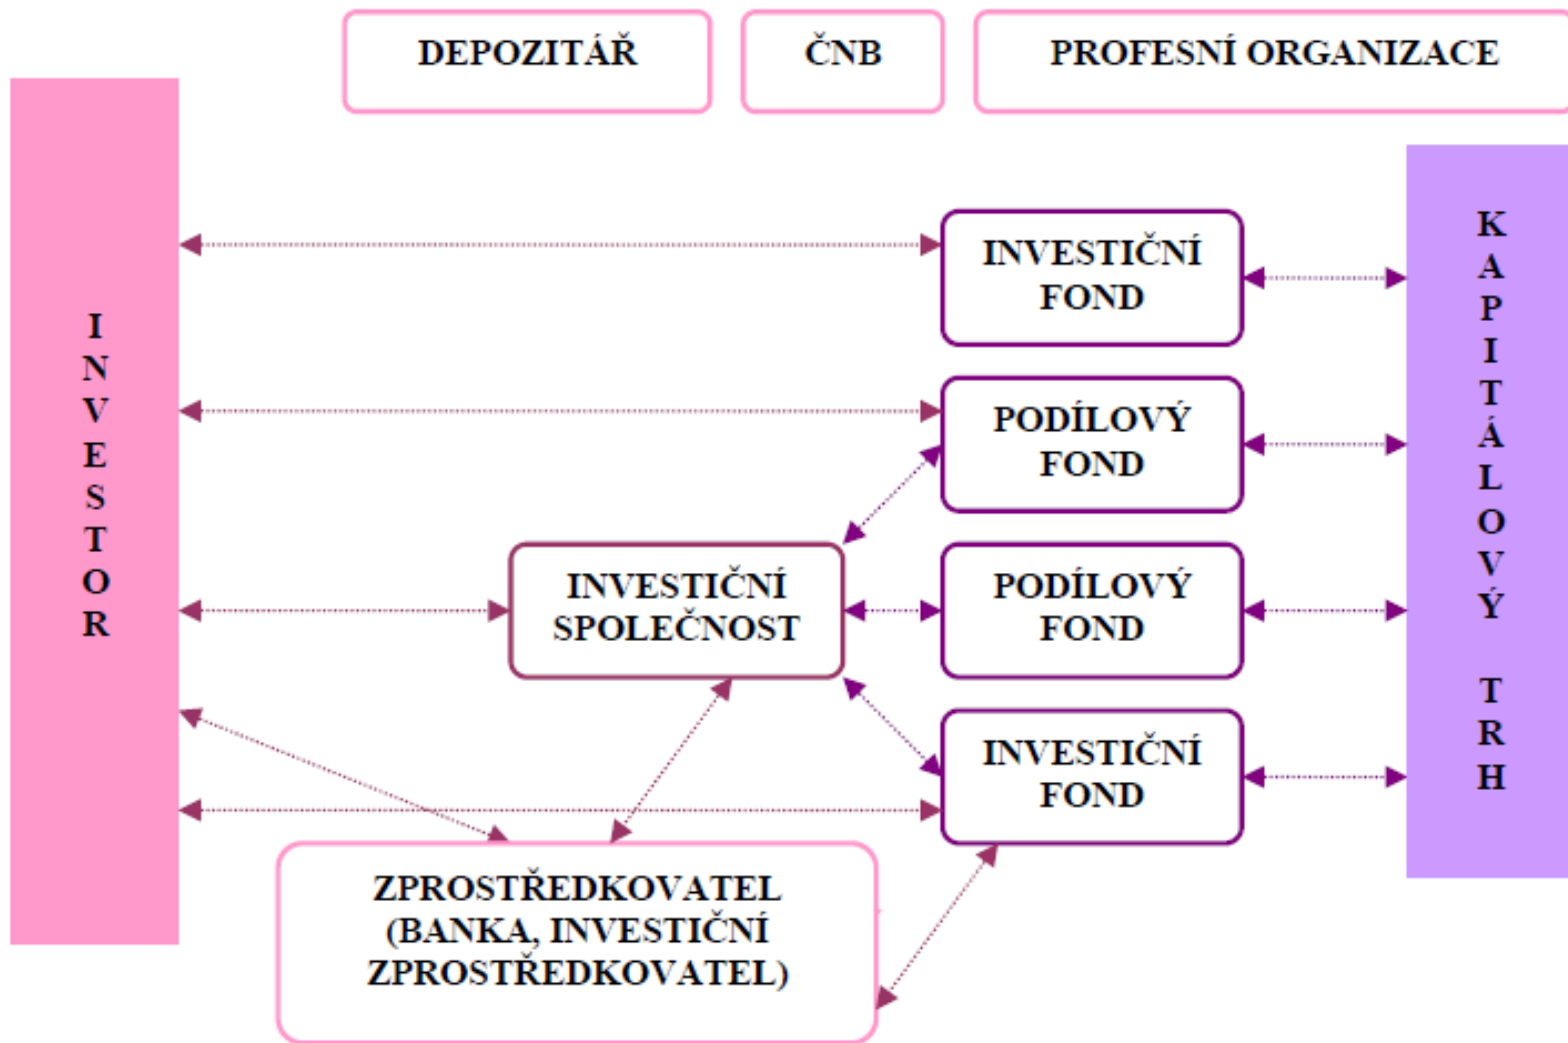 DEPOZITÁŘ
ČNB
PROFESNÍ ORGANIZACE
INVESTOR
INVESTIČNÍ
FOND
PODÍLOVÝ
FOND
INVESTIČNÍ
SPOLEČNOST
PODÍLOVÝ
FOND
INVESTIČNÍ
FOND
ZPROSTŘEDKOVATEL
(BANKA, INVESTIČNÍ
ZPROSTŘEDKOVATEL)
KAPITÁLOVÝ TRH